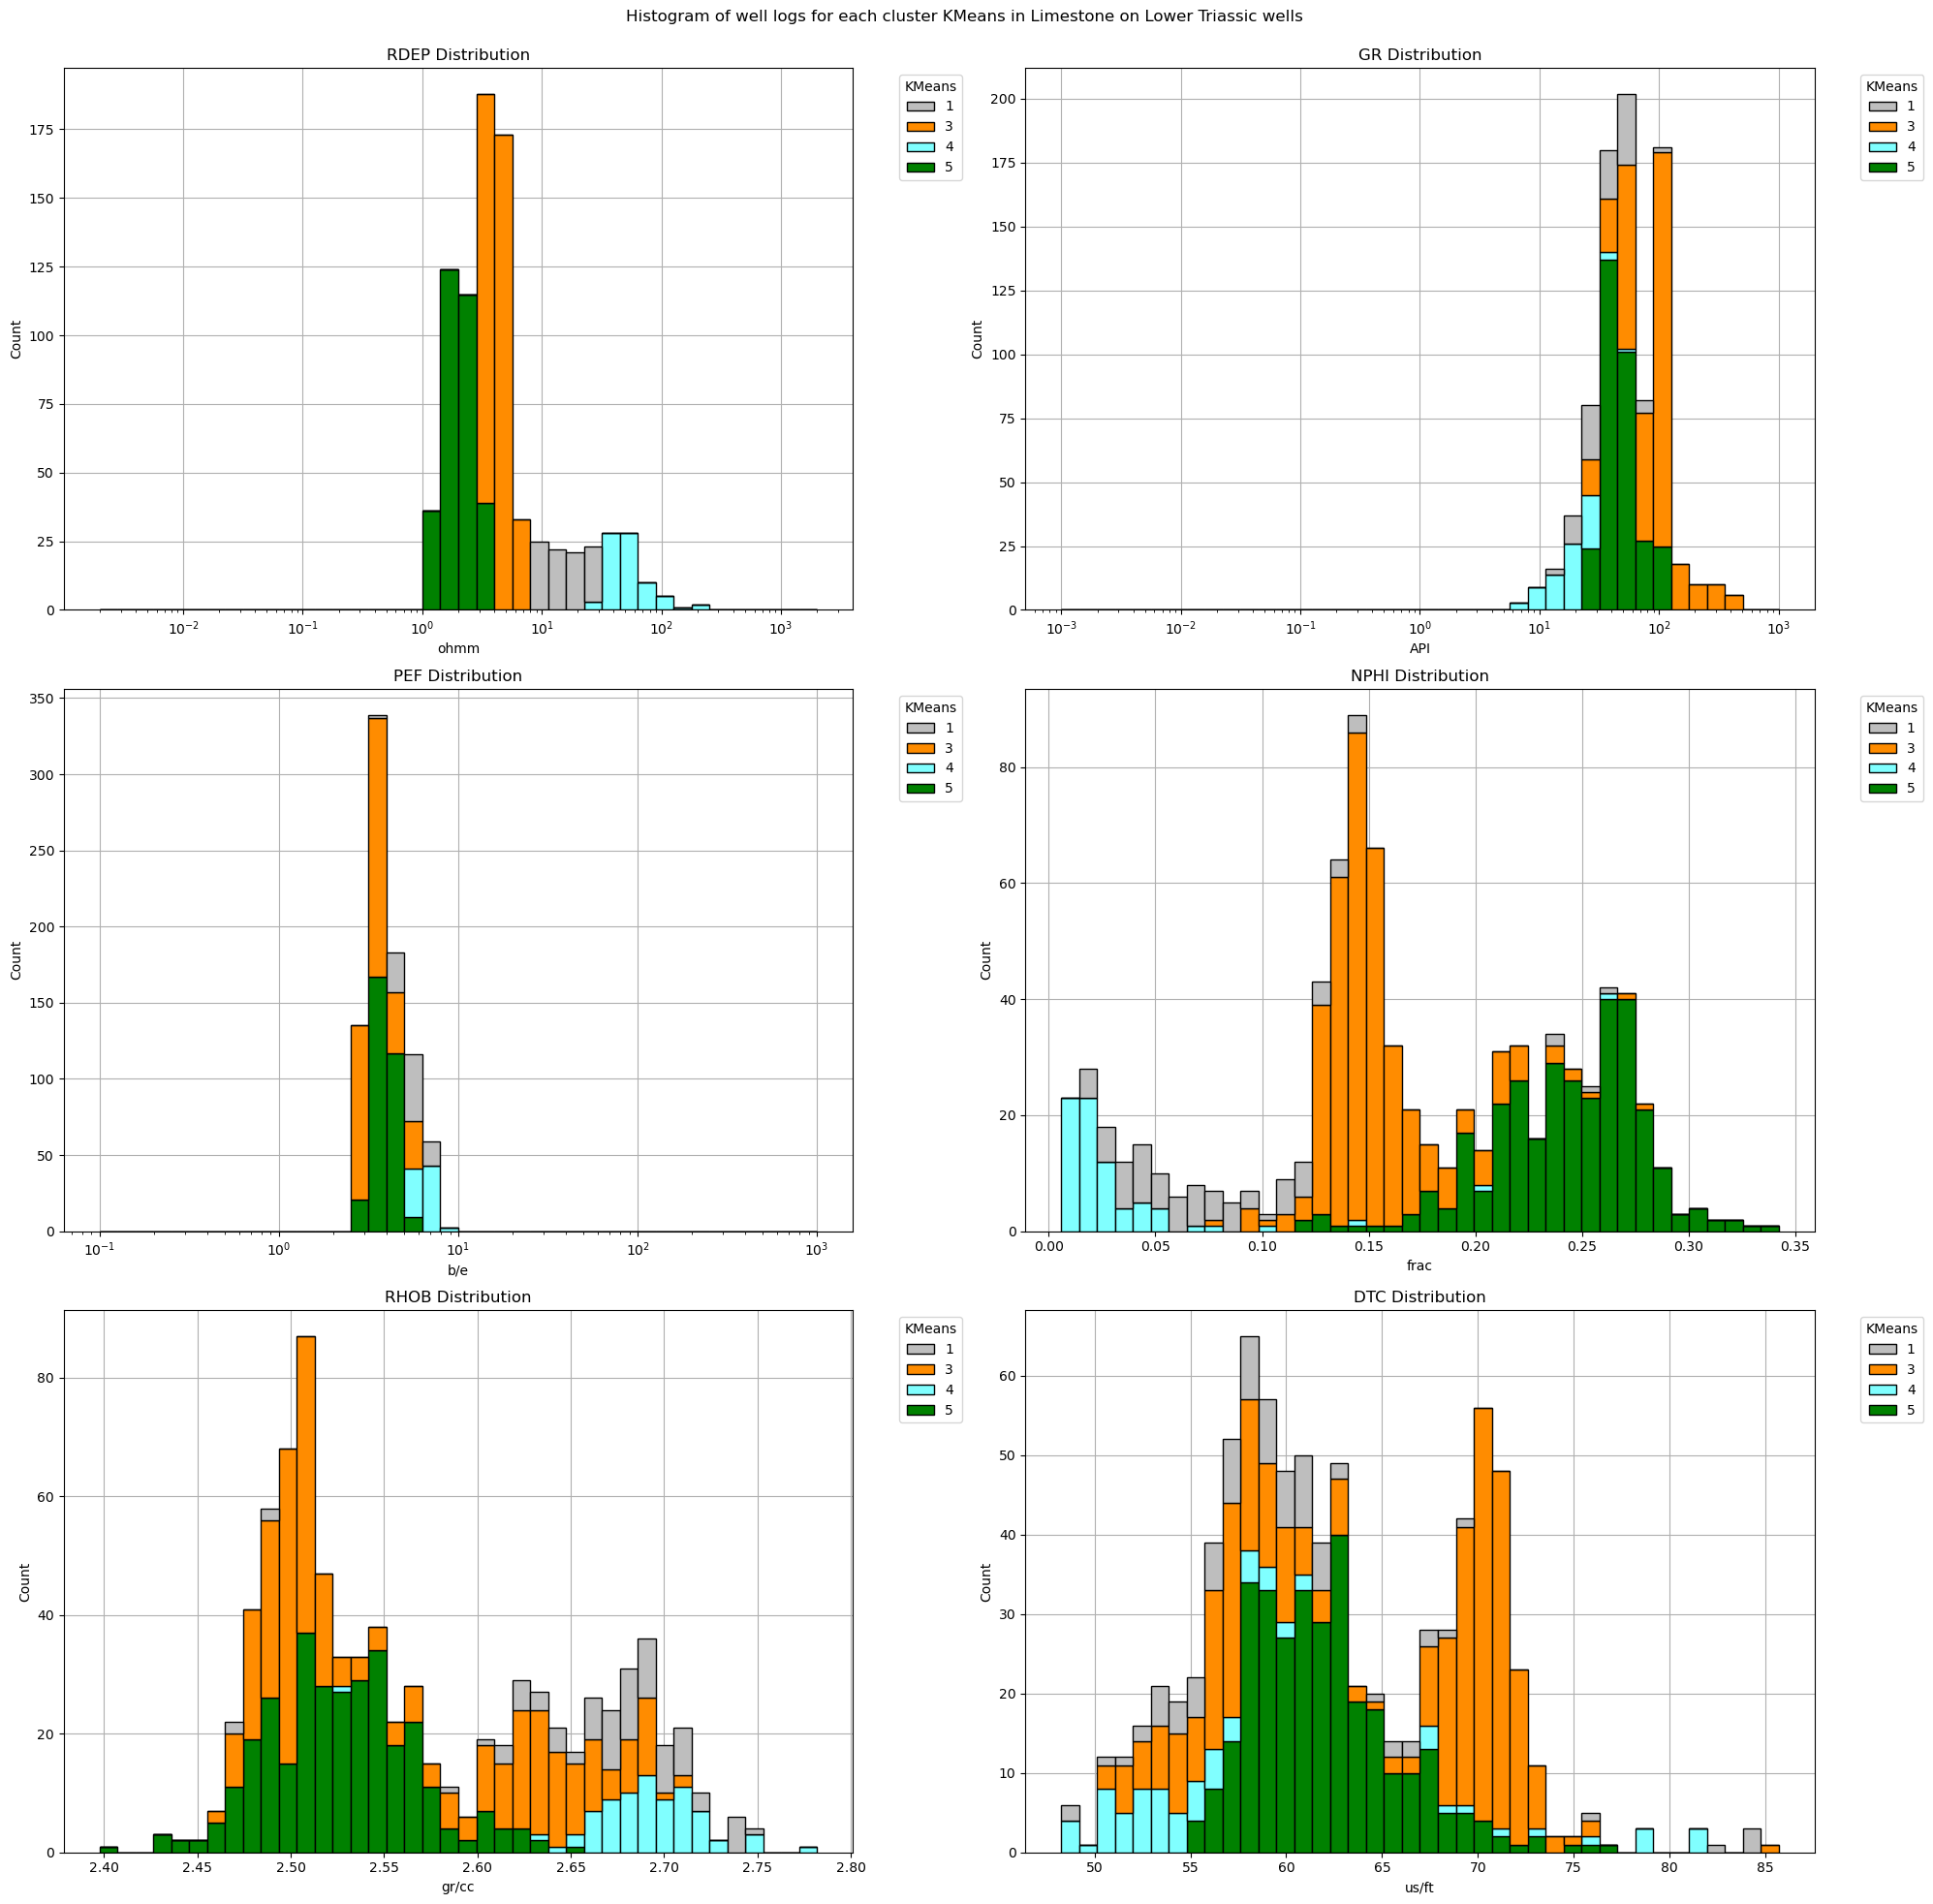 Histogram of well logs for each cluster KMeans in Limestone on Lower Triassic wells
RDEP Distribution
Count
175
150
125
100
75
50
25
0
10⁻² 10⁻¹ 10⁰ 10¹ 10² 10³
ohmm
KMeans
1
3
4
5
GR Distribution
Count
200
175
150
125
100
75
50
25
0
10⁻³ 10⁻² 10⁻¹ 10⁰ 10¹ 10² 10³
API
KMeans
1
3
4
5
PEF Distribution
Count
350
300
250
200
150
100
50
0
10⁻¹ 10⁰ 10¹ 10² 10³
b/e
KMeans
1
3
4
5
NPHI Distribution
Count
80
60
40
20
0
0.00 0.05 0.10 0.15 0.20 0.25 0.30 0.35
frac
KMeans
1
3
4
5
RHOB Distribution
Count
80
60
40
20
0
2.40 2.45 2.50 2.55 2.60 2.65 2.70 2.75 2.80
gr/cc
KMeans
1
3
4
5
DTC Distribution
Count
60
50
40
30
20
10
0
50 55 60 65 70 75 80 85
us/ft
KMeans
1
3
4
5